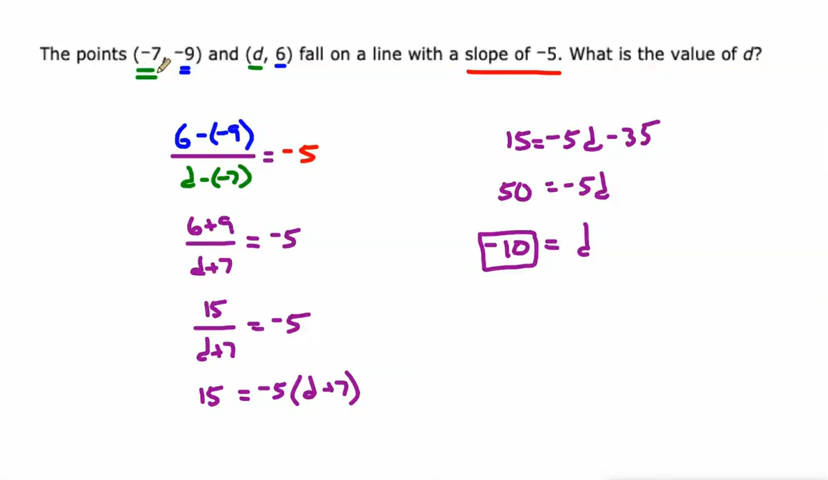 The points (−7, −9) and (d, 6) fall on a line with a slope of −5. What is the value of d?
6-(-9)
d-(-7)
= -5
6+9
d+7
= -5
15
d+7
= -5
15 = -5(d+7)
15=-5d-35
50 = -5d
-10 = d